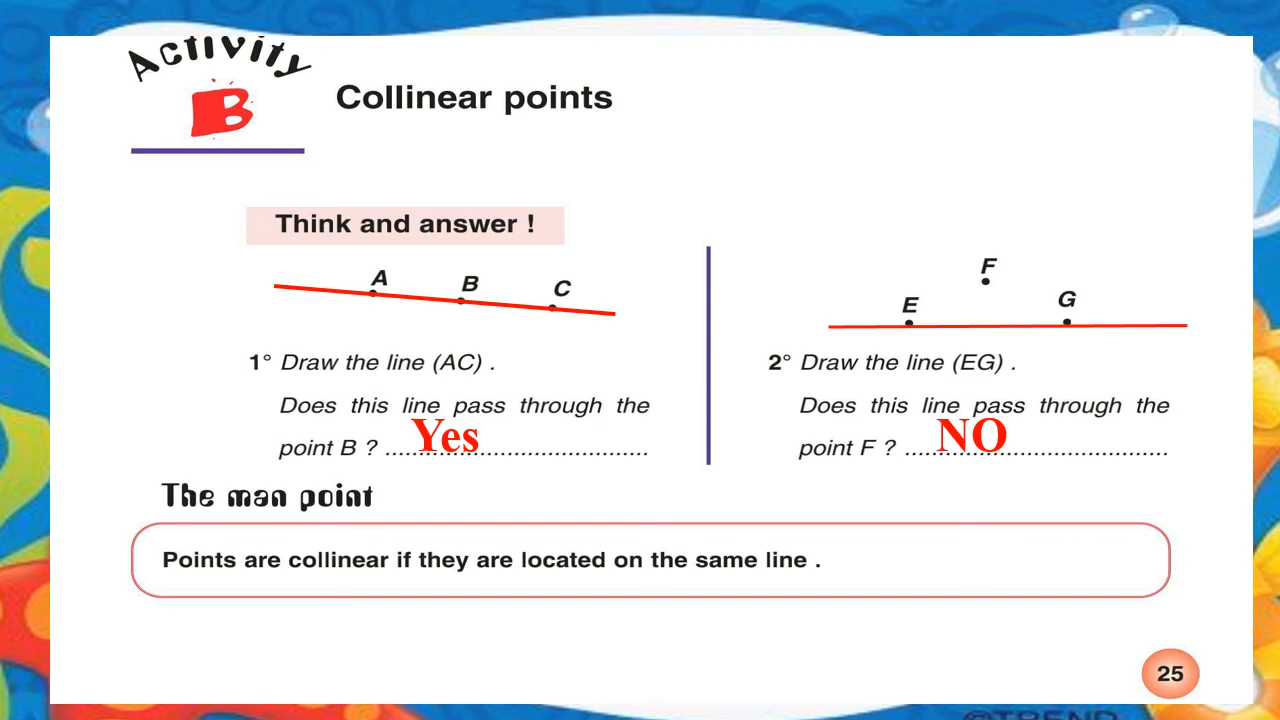 Activity
B
Collinear points
Think and answer !
A B C
1° Draw the line (AC) .
Does this line pass through the
point B ? ....................................... Yes
F
E G
2° Draw the line (EG) .
Does this line pass through the
point F ? ....................................... NO
The man point
Points are collinear if they are located on the same line .
25
@TREND